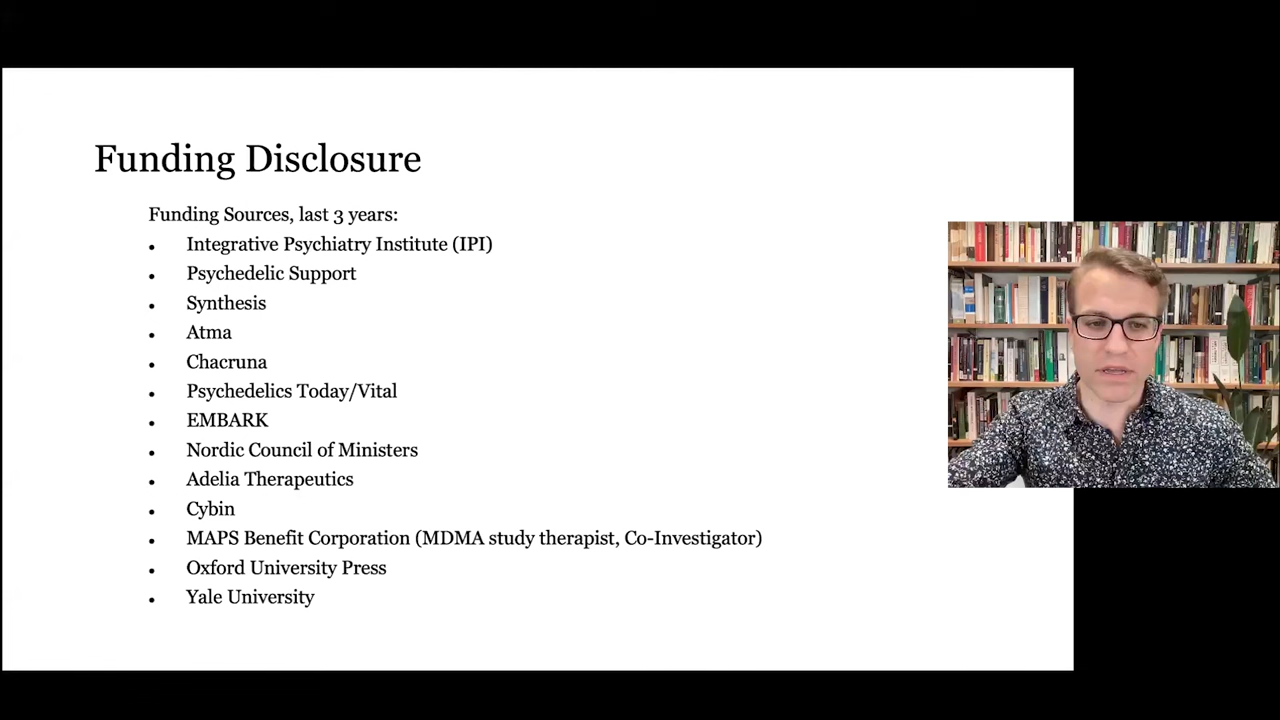 Funding Disclosure
Funding Sources, last 3 years:
• Integrative Psychiatry Institute (IPI)
• Psychedelic Support
• Synthesis
• Atma
• Chacruna
• Psychedelics Today/Vital
• EMBARK
• Nordic Council of Ministers
• Adelia Therapeutics
• Cybin
• MAPS Benefit Corporation (MDMA study therapist, Co-Investigator)
• Oxford University Press
• Yale University